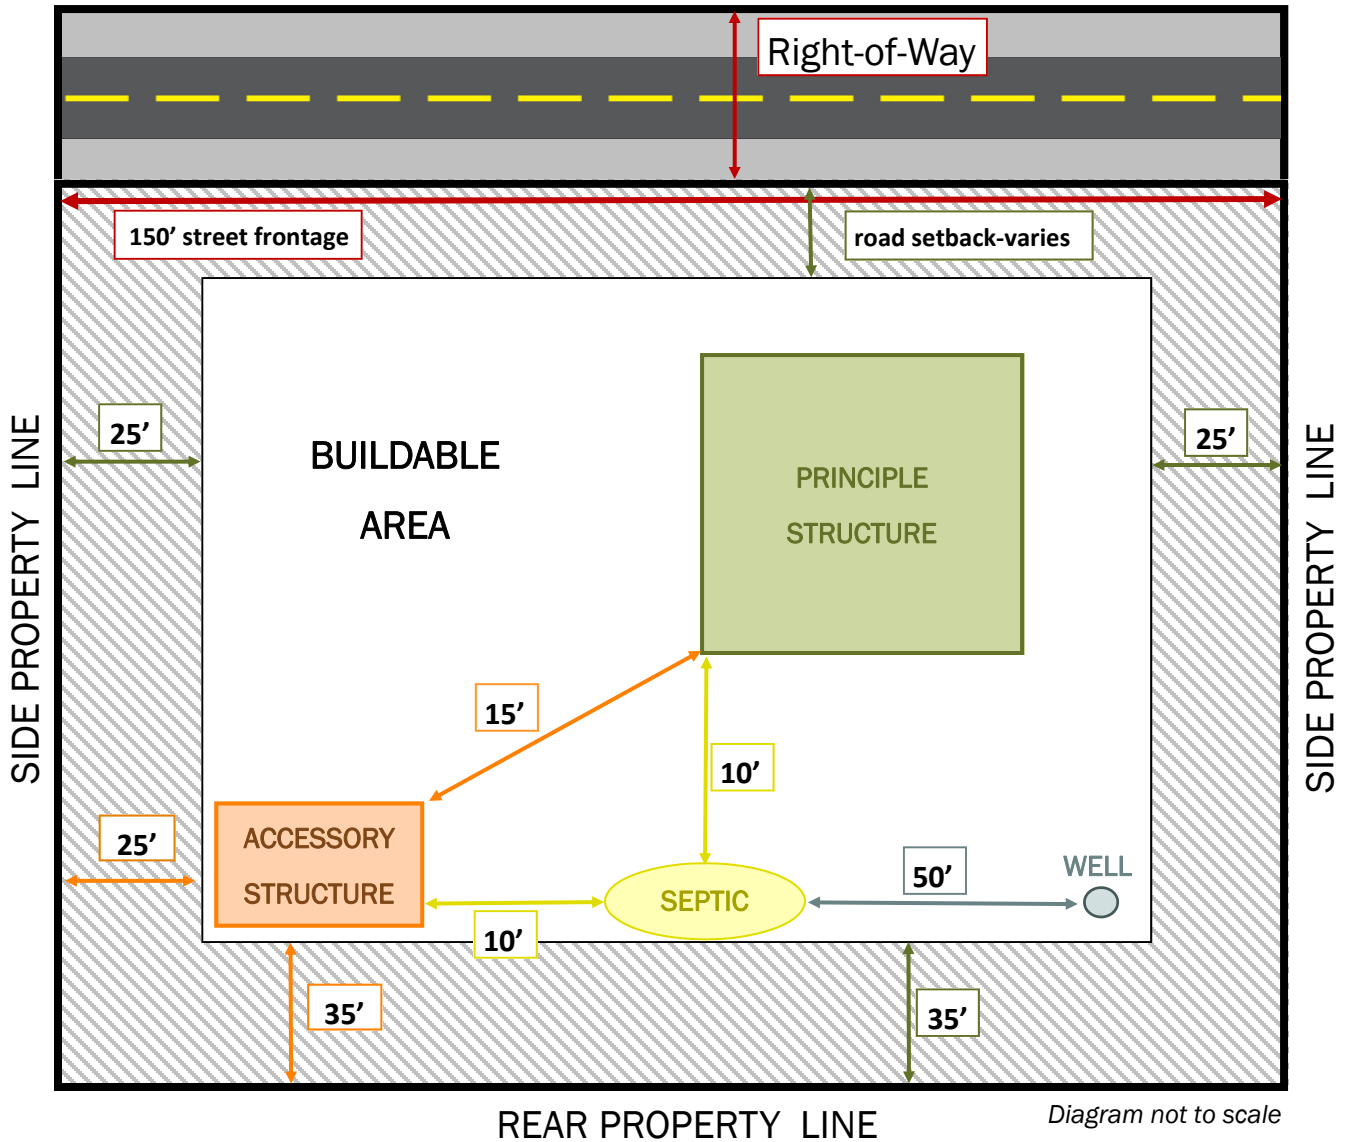 Right-of-Way
150’ street frontage
road setback-varies
25’
BUILDABLE
AREA
PRINCIPLE
STRUCTURE
25’
SIDE PROPERTY LINE
SIDE PROPERTY LINE
15’
10’
25’
ACCESSORY
STRUCTURE
10’
SEPTIC
50’
WELL
35’
35’
REAR PROPERTY LINE
Diagram not to scale